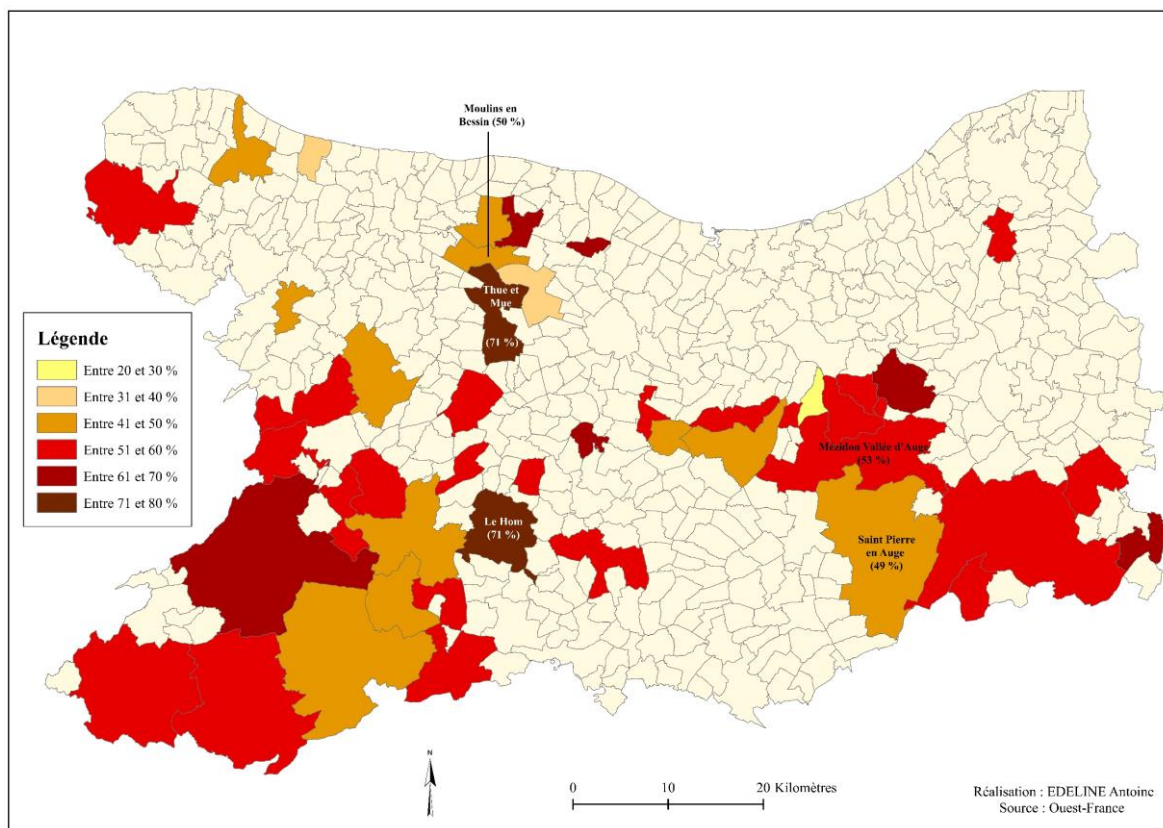 Moulins en
Bessin (50 %)
Thue et
Mue
(71 %)
Légende
Entre 20 et 30 %
Entre 31 et 40 %
Entre 41 et 50 %
Entre 51 et 60 %
Entre 61 et 70 %
Entre 71 et 80 %
Mézidon Vallée d'Auge
(53 %)
Le Hom
(71 %)
Saint Pierre
en Auge
(49 %)
N
0 10 20 Kilomètres
Réalisation : EDELINE Antoine
Source : Ouest-France